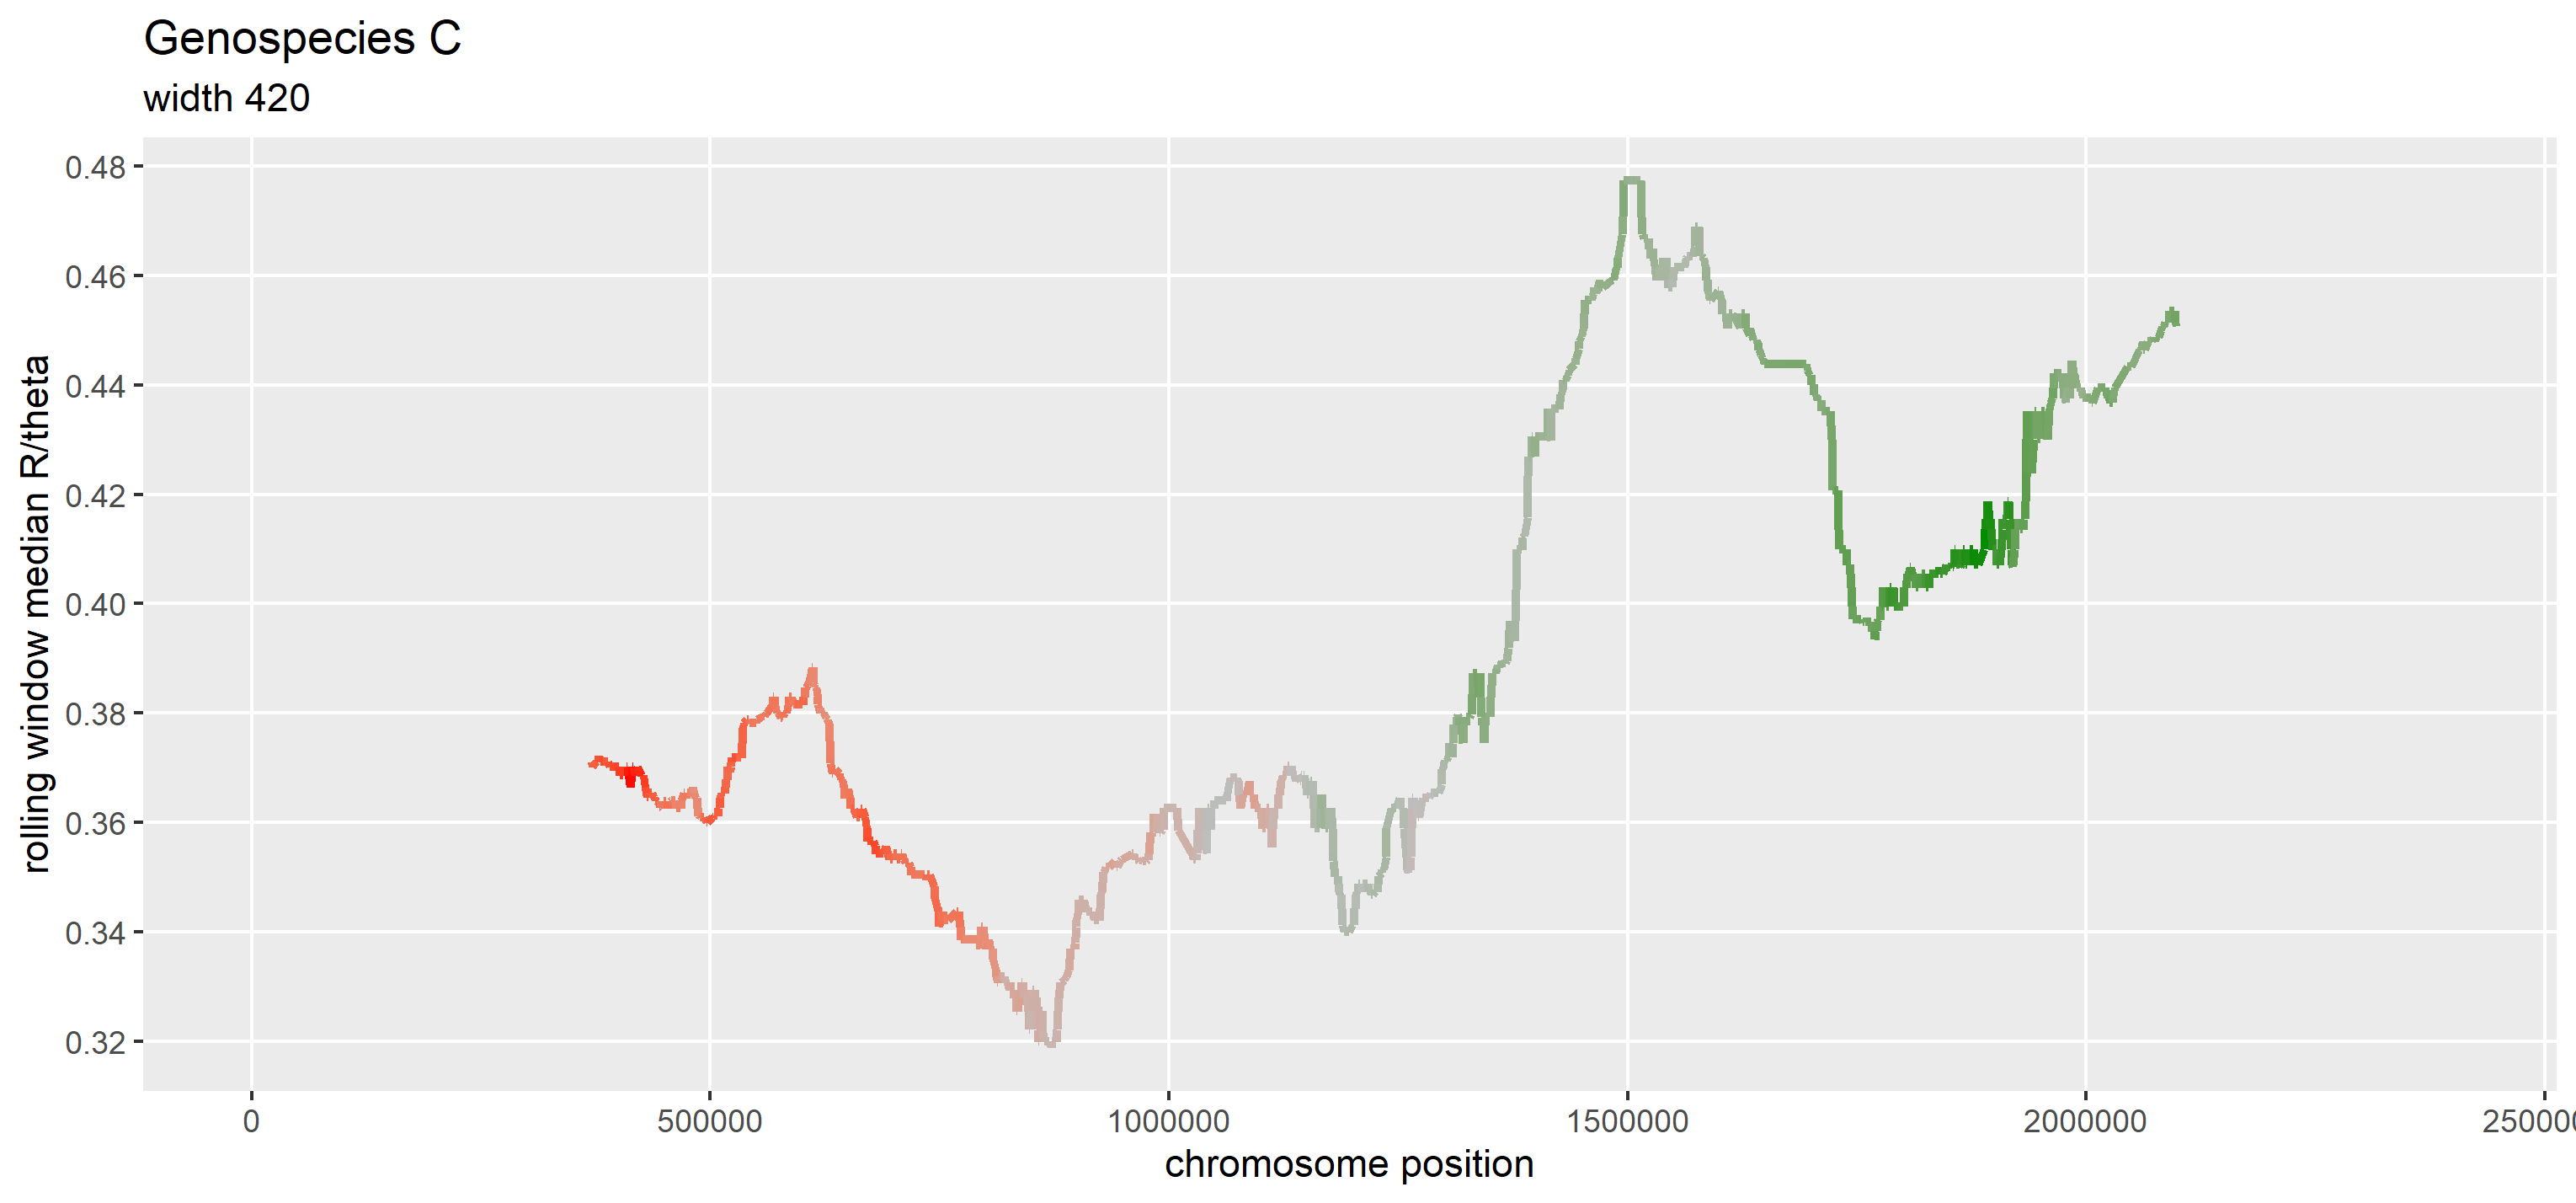 Genospecies C
width 420
0.48
0.46
0.44
0.42
0.40
0.38
0.36
0.34
0.32
rolling window median R/theta
0 500000 1000000 1500000 2000000 250000
chromosome position